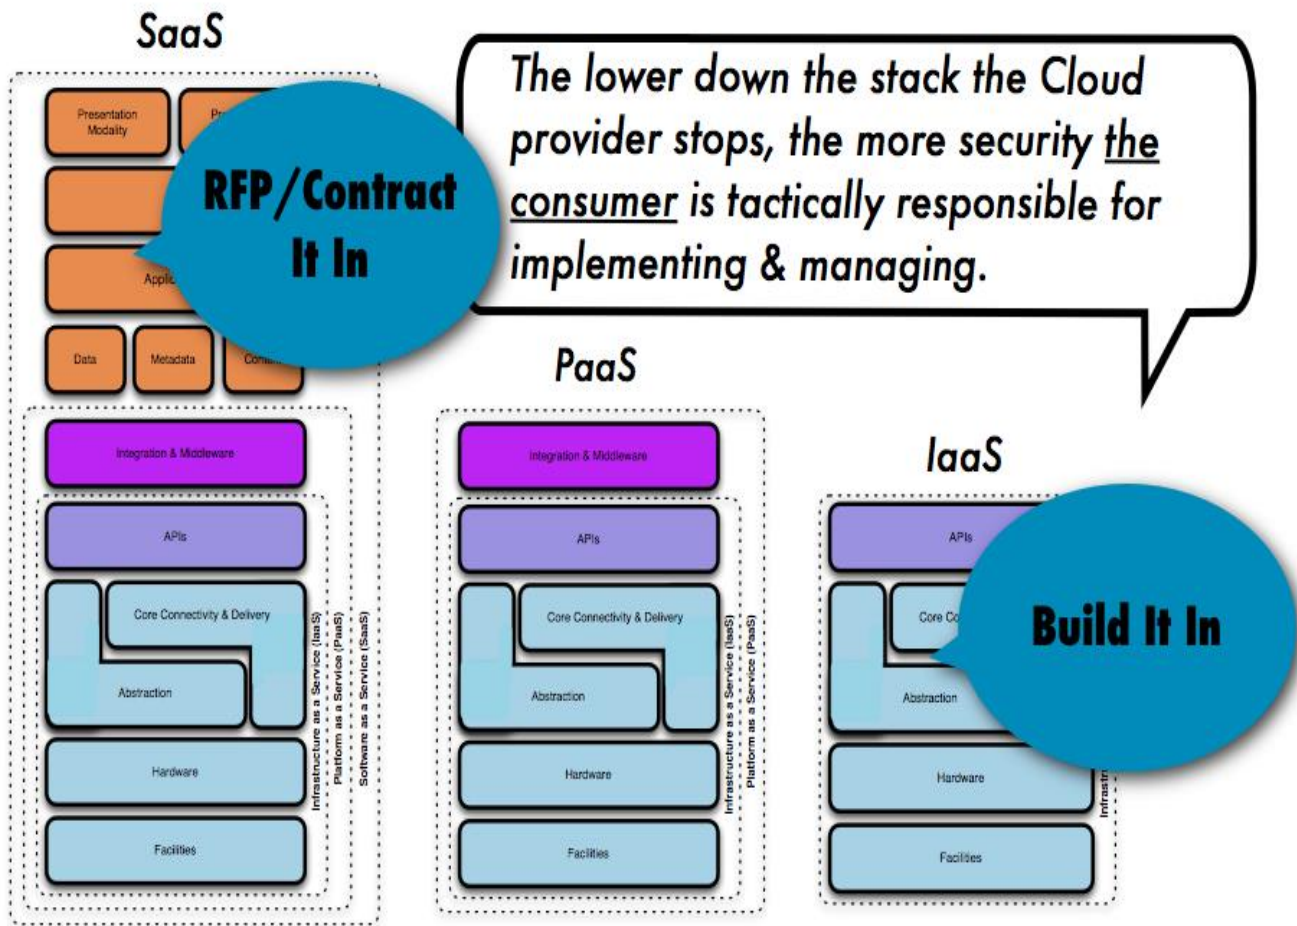 SaaS
The lower down the stack the Cloud
provider stops, the more security the
consumer is tactically responsible for
implementing & managing.
Presentation
Modality
RFP/Contract
It In
Data
Metadata
PaaS
Integration & Middleware
APIs
Core Connectivity & Delivery
Abstraction
Hardware
Facilities
Infrastructure as a Service (IaaS)
Platform as a Service (PaaS)
Software as a Service (SaaS)
Integration & Middleware
APIs
Core Connectivity & Delivery
Abstraction
Hardware
Facilities
Infrastructure as a Service (IaaS)
Platform as a Service (PaaS)
IaaS
APIs
Core
Build It In
Abstraction
Hardware
Facilities